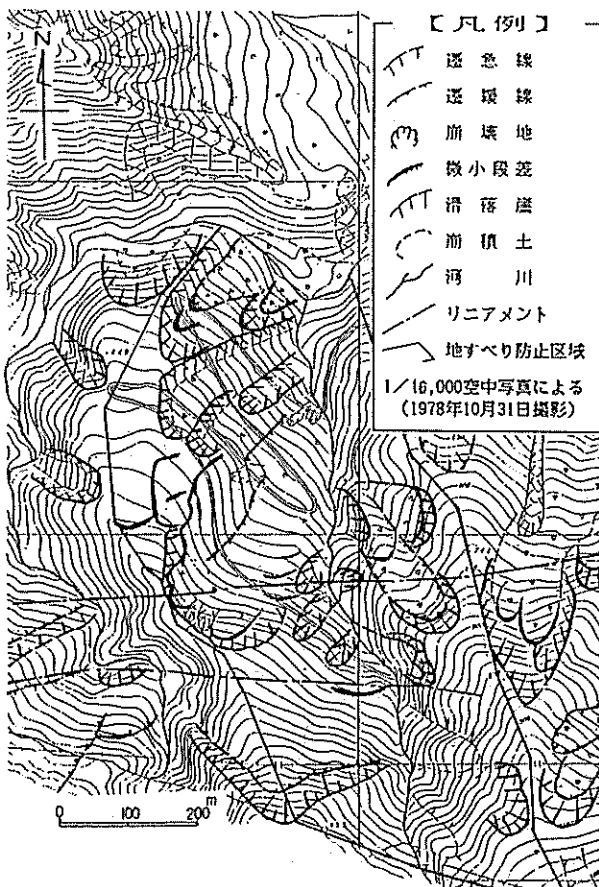 N
【凡例】
遷急線
遷緩線
崩壊地
微小段差
滑落崖
崩積土
河川
リニアメント
地すべり防止区域
1/16,000空中写真による
(1978年10月31日撮影)
0 100 200 m